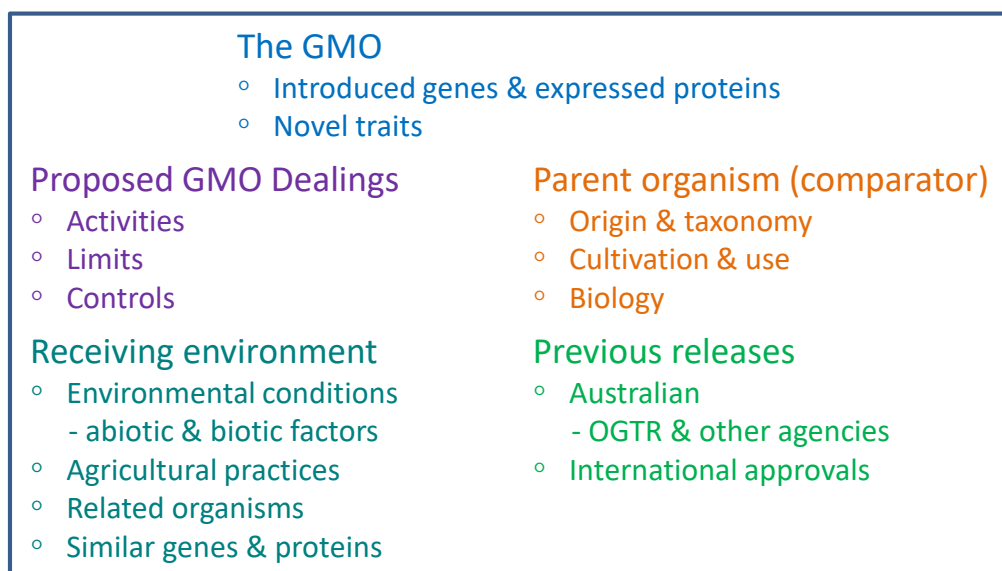 The GMO
° Introduced genes & expressed proteins
° Novel traits
Proposed GMO Dealings
° Activities
° Limits
° Controls
Parent organism (comparator)
° Origin & taxonomy
° Cultivation & use
° Biology
Receiving environment
° Environmental conditions
- abiotic & biotic factors
° Agricultural practices
° Related organisms
° Similar genes & proteins
Previous releases
° Australian
- OGTR & other agencies
° International approvals